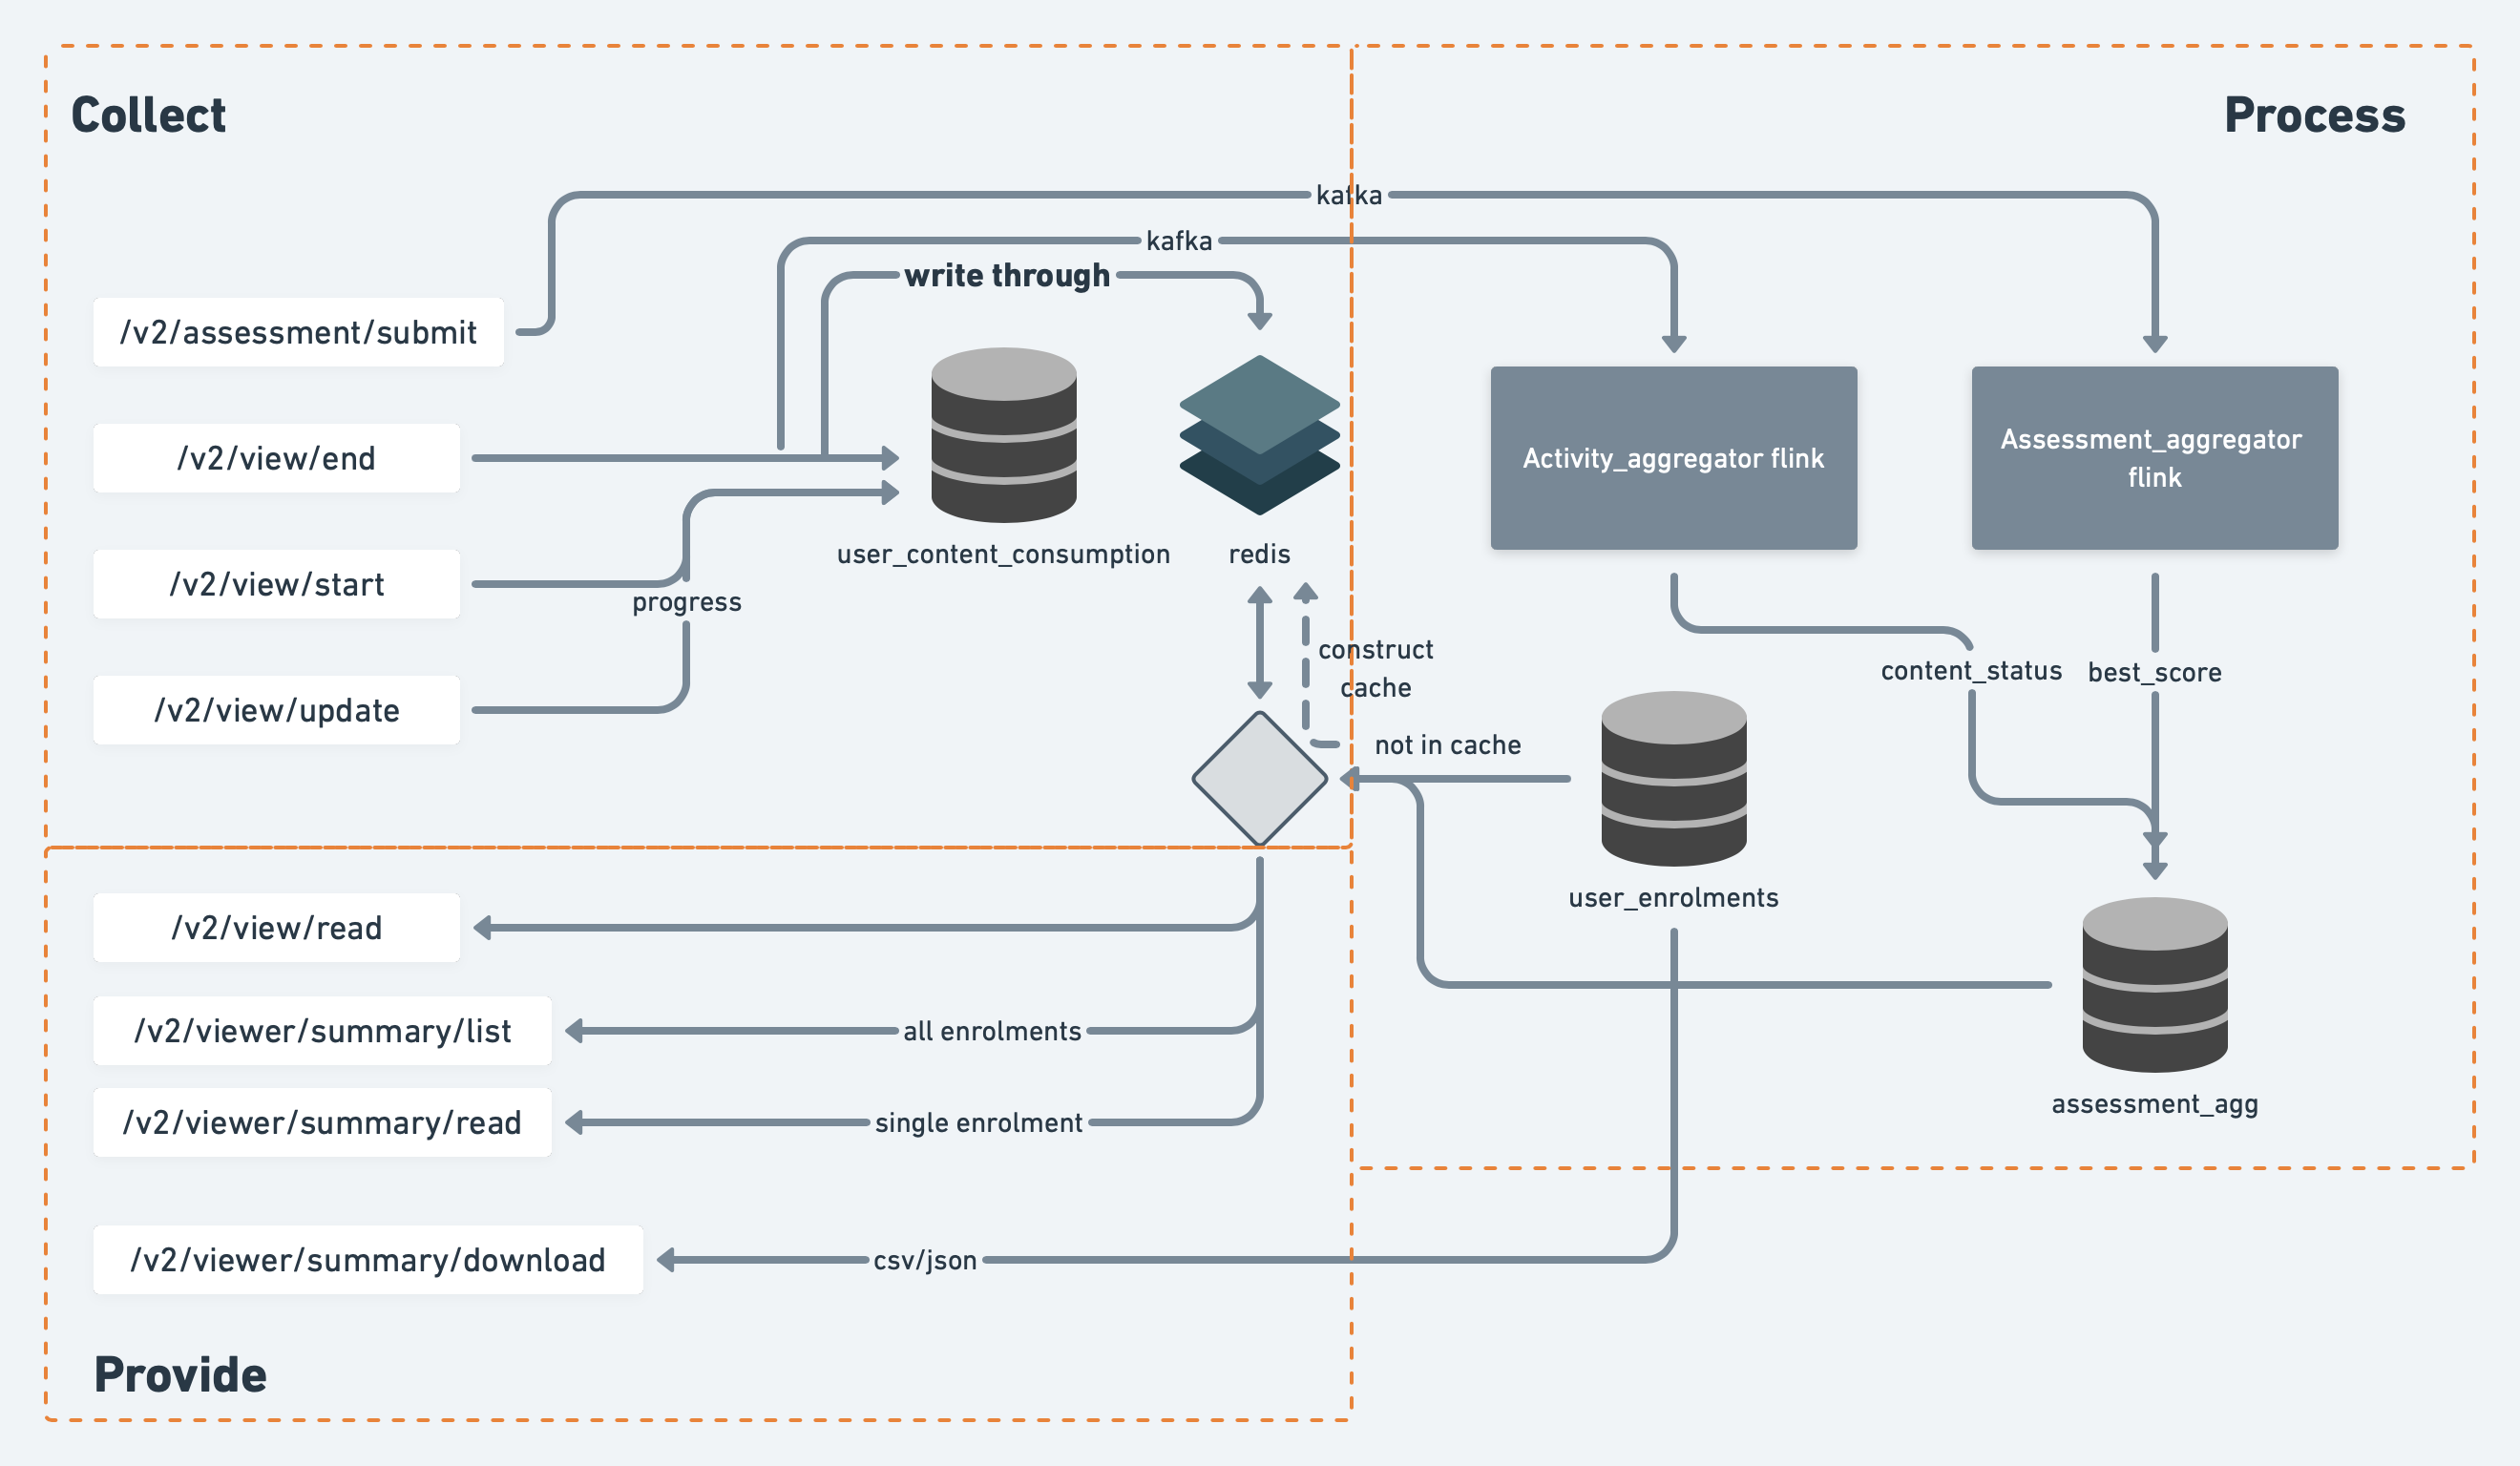 Collect
Process
kafka
kafka
write through
/v2/assessment/submit
/v2/view/end
Activity_aggregator flink
Assessment_aggregator
flink
user_content_consumption
redis
/v2/view/start
progress
/v2/view/update
construct
cache
content_status
best_score
not in cache
user_enrolments
/v2/view/read
/v2/viewer/summary/list
all enrolments
/v2/viewer/summary/read
single enrolment
assessment_agg
/v2/viewer/summary/download
csv/json
Provide